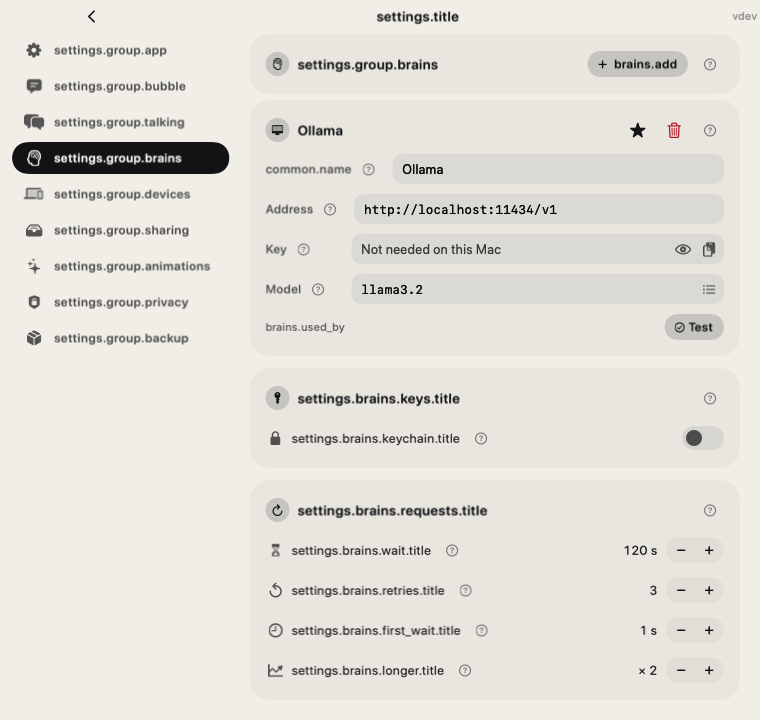 settings.title
vdev
settings.group.app
settings.group.bubble
settings.group.talking
settings.group.brains
settings.group.devices
settings.group.sharing
settings.group.animations
settings.group.privacy
settings.group.backup
settings.group.brains
+ brains.add
Ollama
common.name
Ollama
Address
http://localhost:11434/v1
Key
Not needed on this Mac
Model
llama3.2
brains.used_by
Test
settings.brains.keys.title
settings.brains.keychain.title
settings.brains.requests.title
settings.brains.wait.title
120 s
− +
settings.brains.retries.title
3
− +
settings.brains.first_wait.title
1 s
− +
settings.brains.longer.title
× 2
− +